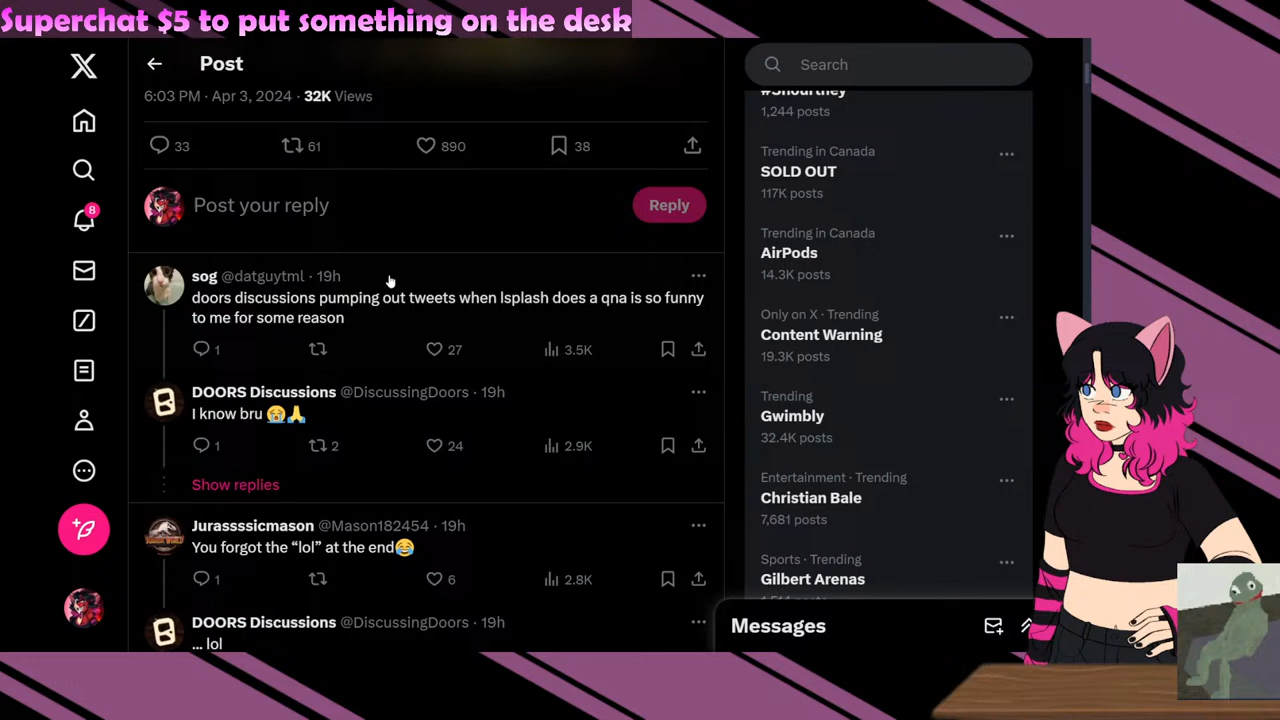 Superchat $5 to put something on the desk
Post
Search
6:03 PM · Apr 3, 2024 · 32K Views
1,244 posts
33
61
890
38
Trending in Canada
SOLD OUT
117K posts
Post your reply
Reply
8
Trending in Canada
AirPods
14.3K posts
sog @datguytml · 19h
doors discussions pumping out tweets when lsplash does a qna is so funny
to me for some reason
1
27
3.5K
Only on X · Trending
Content Warning
19.3K posts
DOORS Discussions @DiscussingDoors · 19h
I know bru 😭🙏
1
2
24
2.9K
Show replies
Trending
Gwimbly
32.4K posts
Entertainment · Trending
Christian Bale
7,681 posts
Jurassssicmason @Mason182454 · 19h
You forgot the “lol” at the end😂
1
6
2.8K
Sports · Trending
Gilbert Arenas
DOORS Discussions @DiscussingDoors · 19h
... lol
Messages